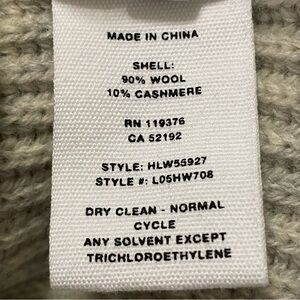 MADE IN CHINA
SHELL:
90% WOOL
10% CASHMERE
RN 119376
CA 52192
STYLE: HLW55927
STYLE #: L05HW708
DRY CLEAN - NORMAL
CYCLE
ANY SOLVENT EXCEPT
TRICHLOROETHYLENE